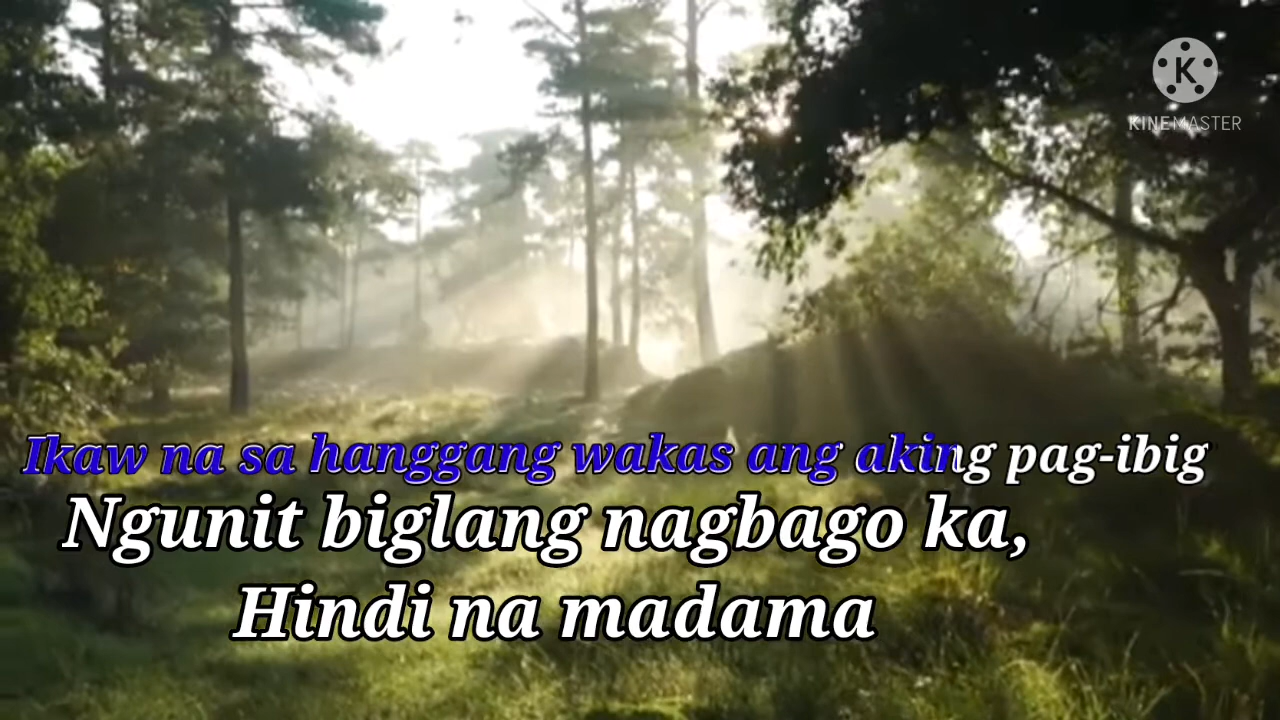 K
KINEMASTER
Ikaw na sa hanggang wakas ang aking pag-ibig
Ngunit biglang nagbago ka,
Hindi na madama